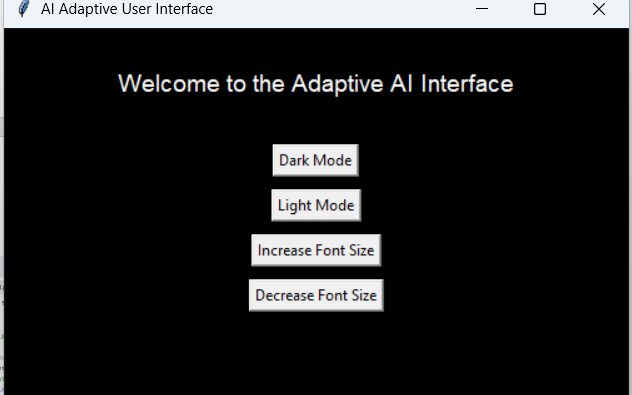 AI Adaptive User Interface
Welcome to the Adaptive AI Interface
Dark Mode
Light Mode
Increase Font Size
Decrease Font Size